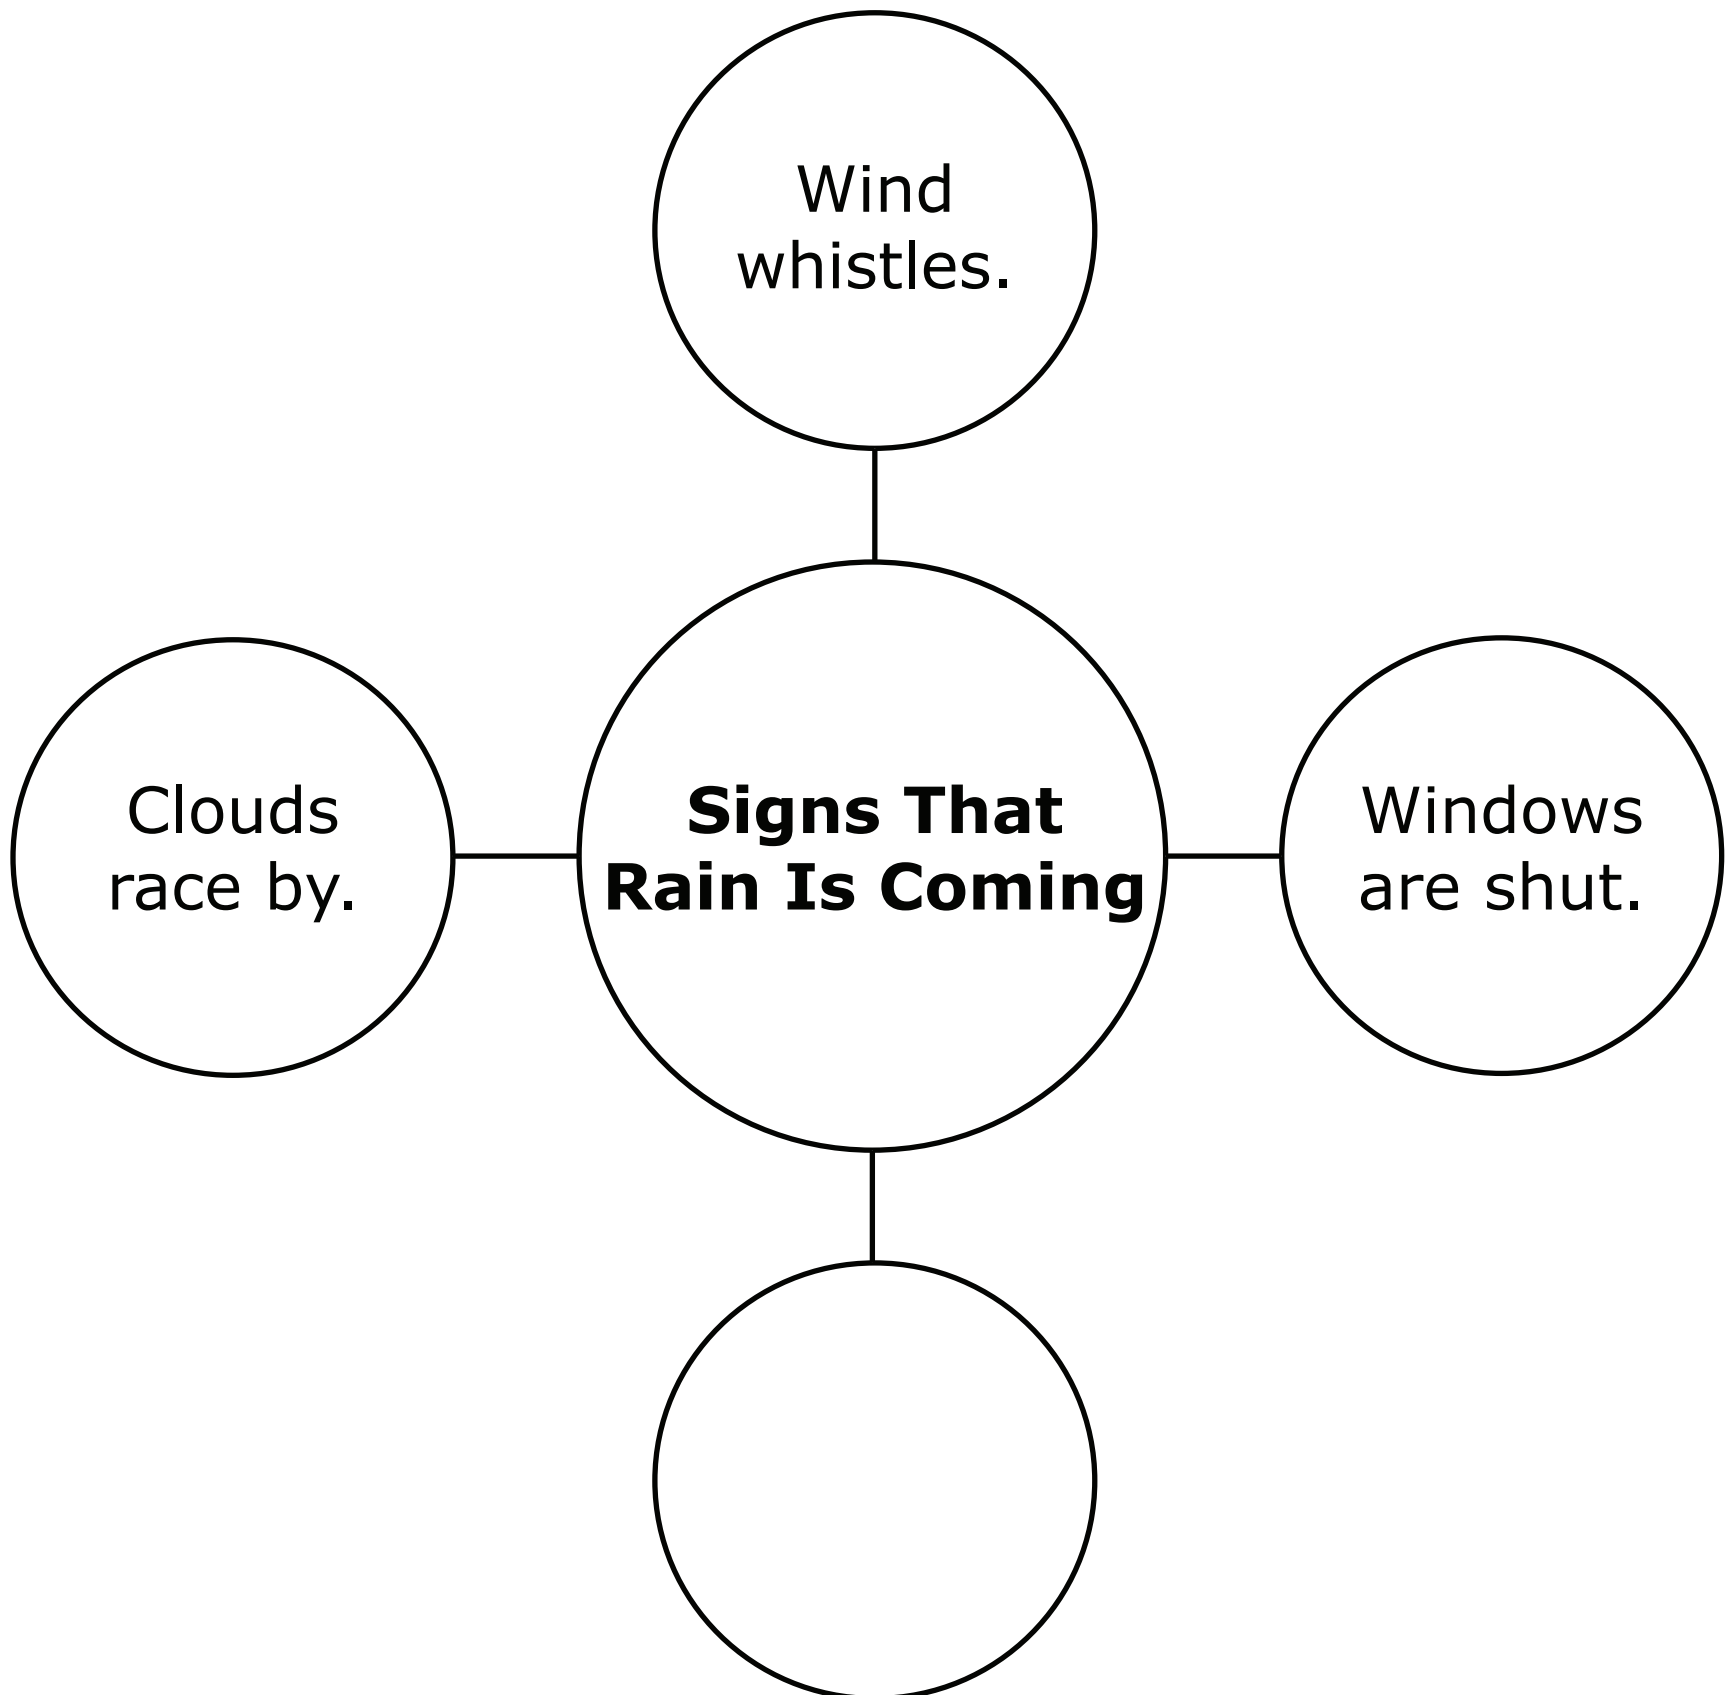 Wind
whistles.
Clouds
race by.
Signs That
Rain Is Coming
Windows
are shut.